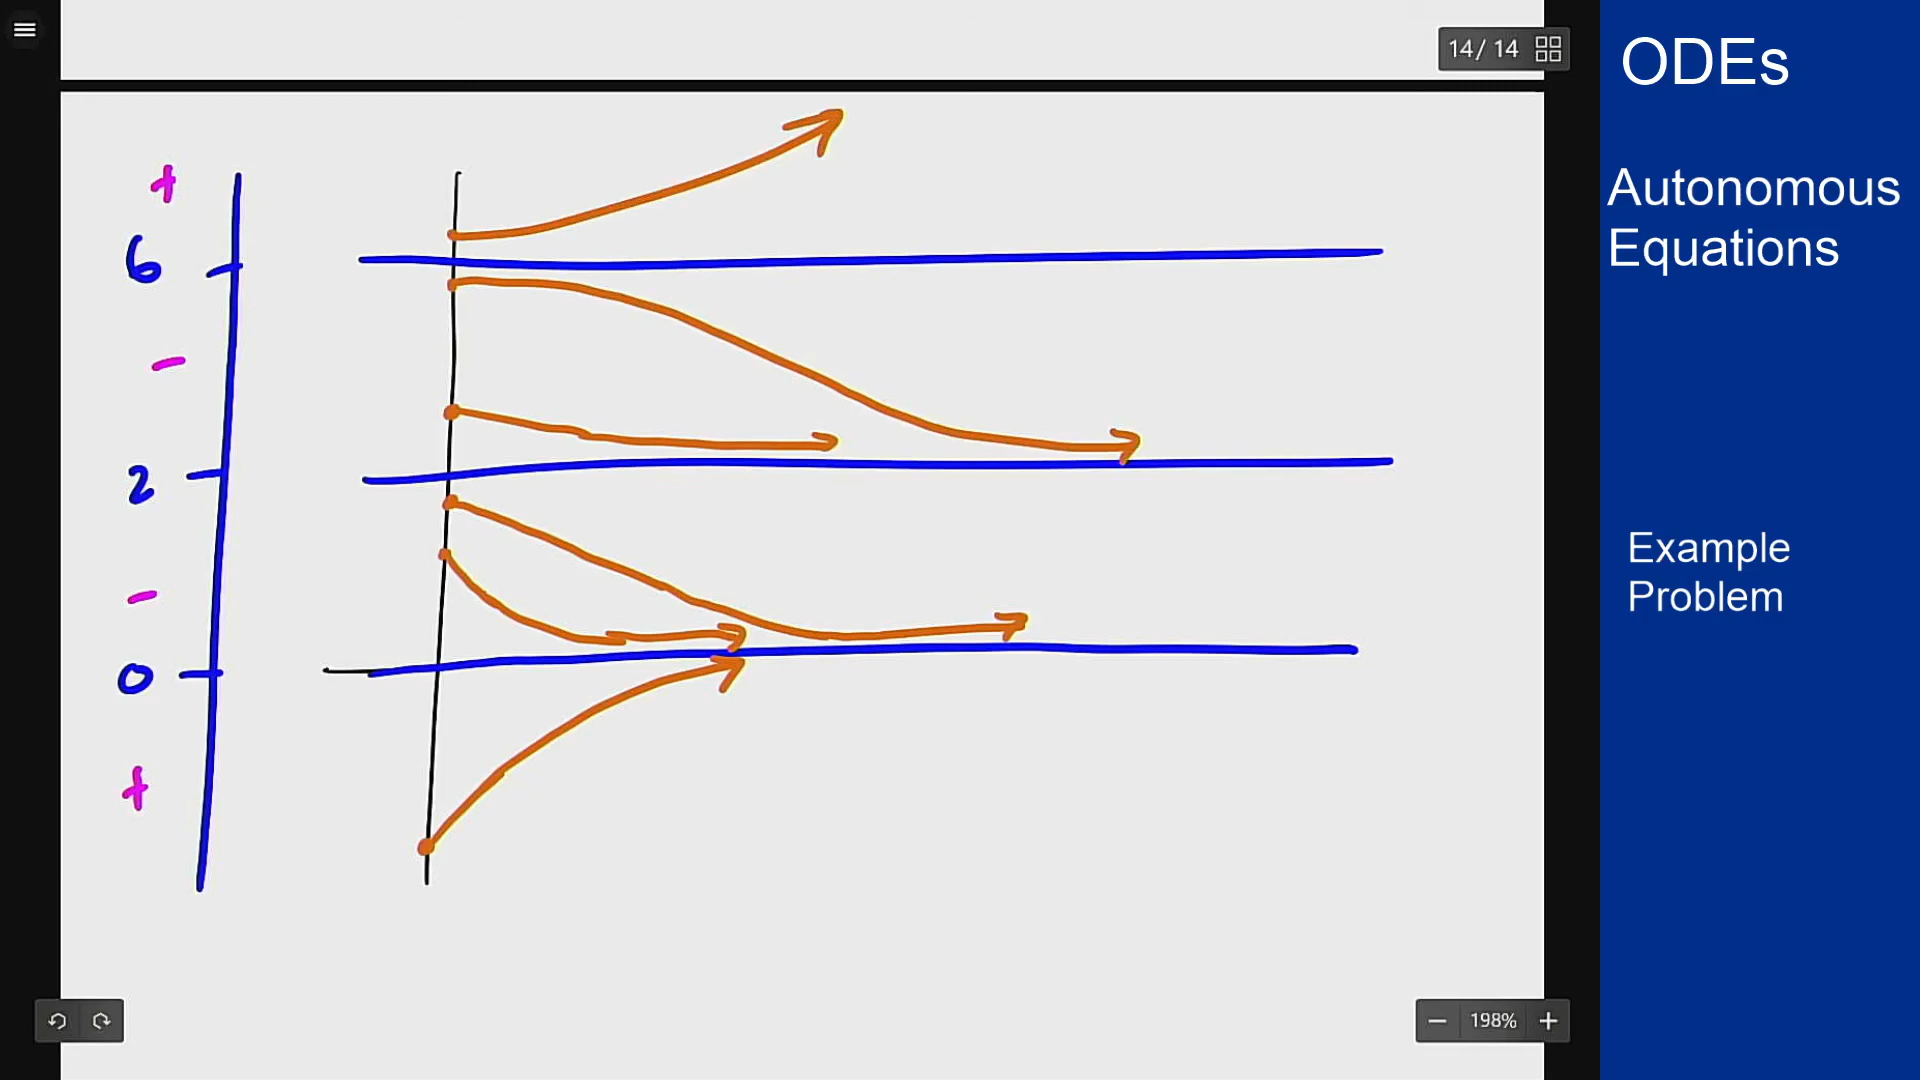 14 / 14
ODEs
Autonomous
Equations
Example
Problem
+
6
-
2
-
0
+
198%